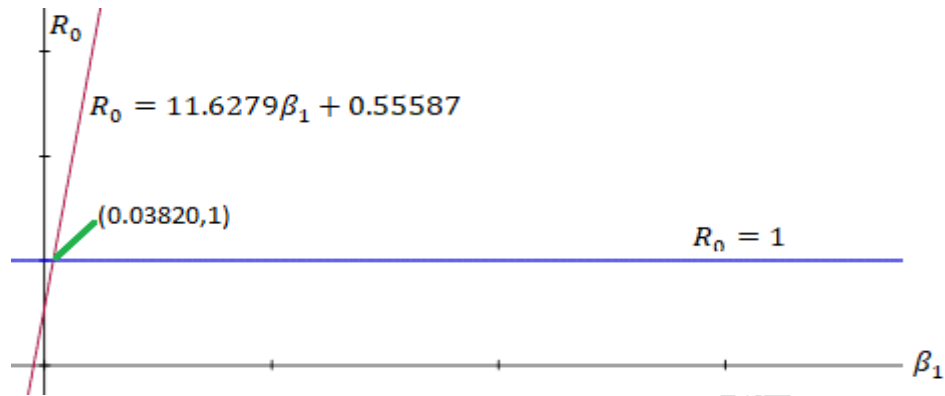 R₀
R₀ = 11.6279β₁ + 0.55587
(0.03820,1)
R₀ = 1
β₁